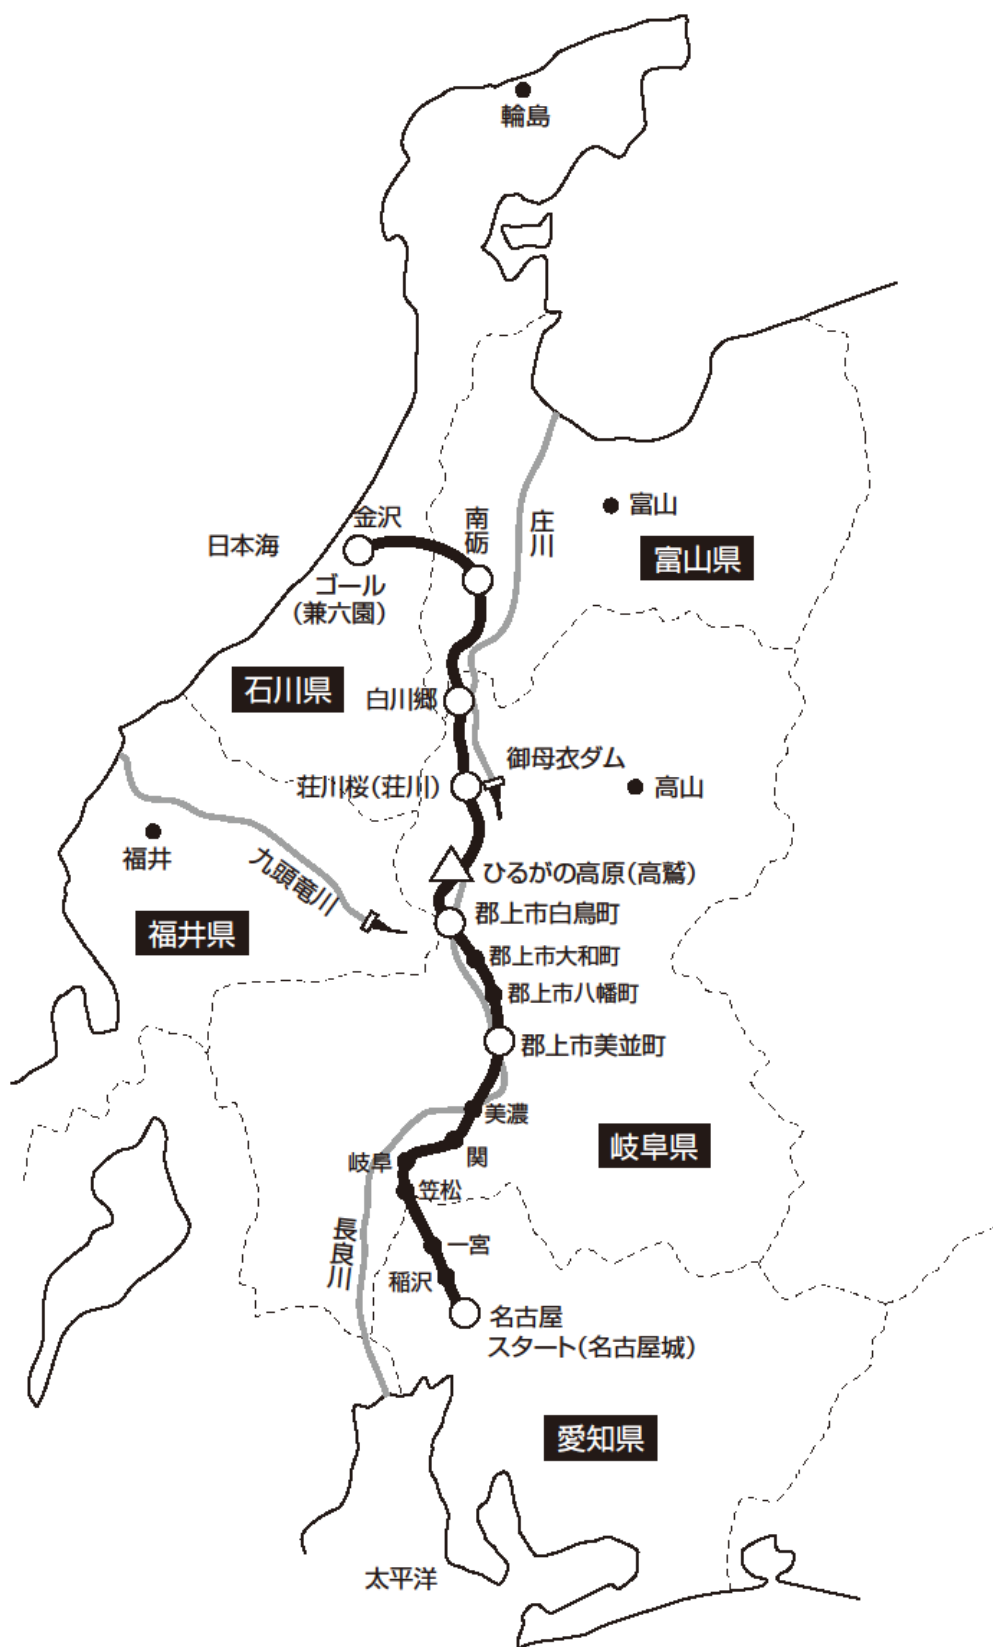 輪島
富山
富山県
庄川
南砺
金沢
日本海
ゴール
(兼六園)
石川県
白川郷
御母衣ダム
荘川桜(荘川)
高山
福井
九頭竜川
ひるがの高原(高鷲)
福井県
郡上市白鳥町
郡上市大和町
郡上市八幡町
郡上市美並町
美濃
岐阜県
関
岐阜
笠松
長良川
一宮
稲沢
名古屋
スタート(名古屋城)
愛知県
太平洋